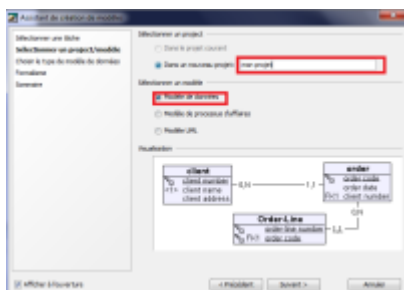 Assistant de création de modèles
Sélectionner une tâche
Sélectionner un projet/modèle
Choisir le type de modèle de données
Formalisme
Sommaire
Sélectionner un projet
Dans le projet courant
Dans un nouveau projet: mon projet
Sélectionner un modèle
Modèle de données
Modèle de processus d'affaires
Modèle UML
Visualisation
client
client number
client name
client address
0,N
1,1
order
order code
order date
client number
0,N
Order-Line
order line number
order code
1,1
Afficher à l'ouverture
< Précédent
Suivant >
Annuler